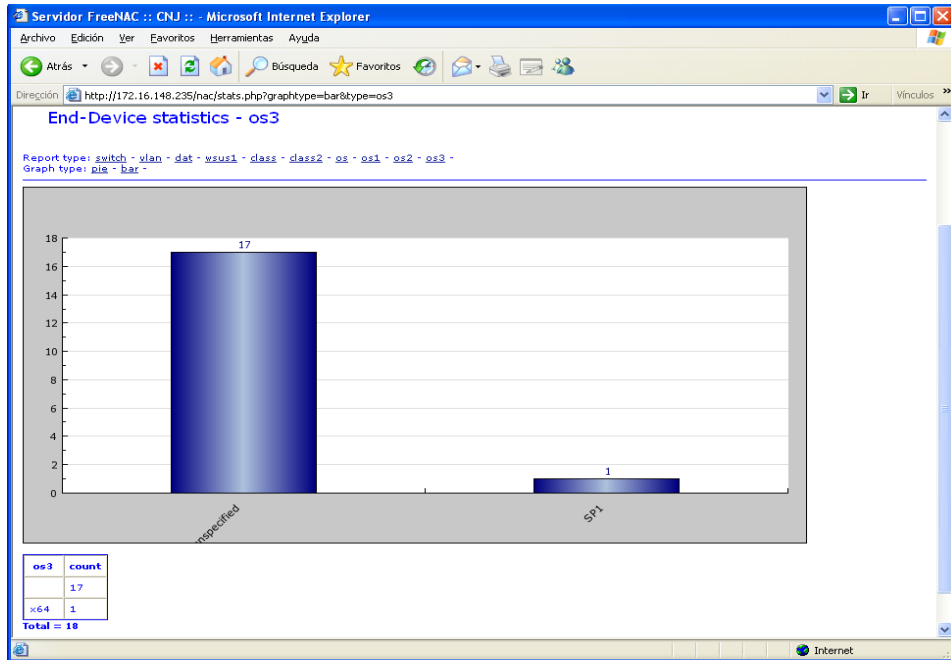 Servidor FreeNAC :: CNJ :: - Microsoft Internet Explorer
Archivo Edición Ver Favoritos Herramientas Ayuda
Atrás Búsqueda Favoritos
Dirección http://172.16.148.235/nac/stats.php?graphtype=bar&type=os3 Ir Vínculos »
End-Device statistics - os3
Report type: switch - vlan - dat - wsus1 - class - class2 - os - os1 - os2 - os3 -
Graph type: pie - bar -
18
16
14
12
10
8
6
4
2
0
17
1
nspecified
SP1
os3 count
17
x64 1
Total = 18
Internet